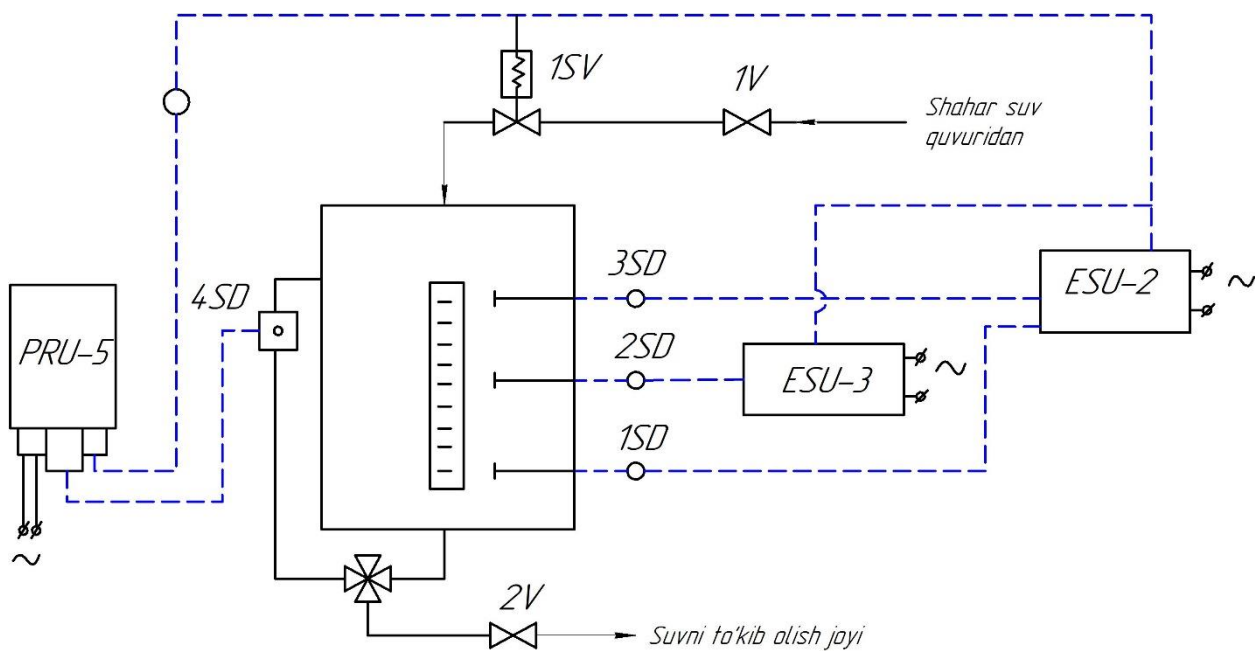 1SV
1V
Shahar suv
quvuridan
3SD
ESU-2
4SD
PRU-5
2SD
ESU-3
1SD
2V
Suvni to'kib olish joyi